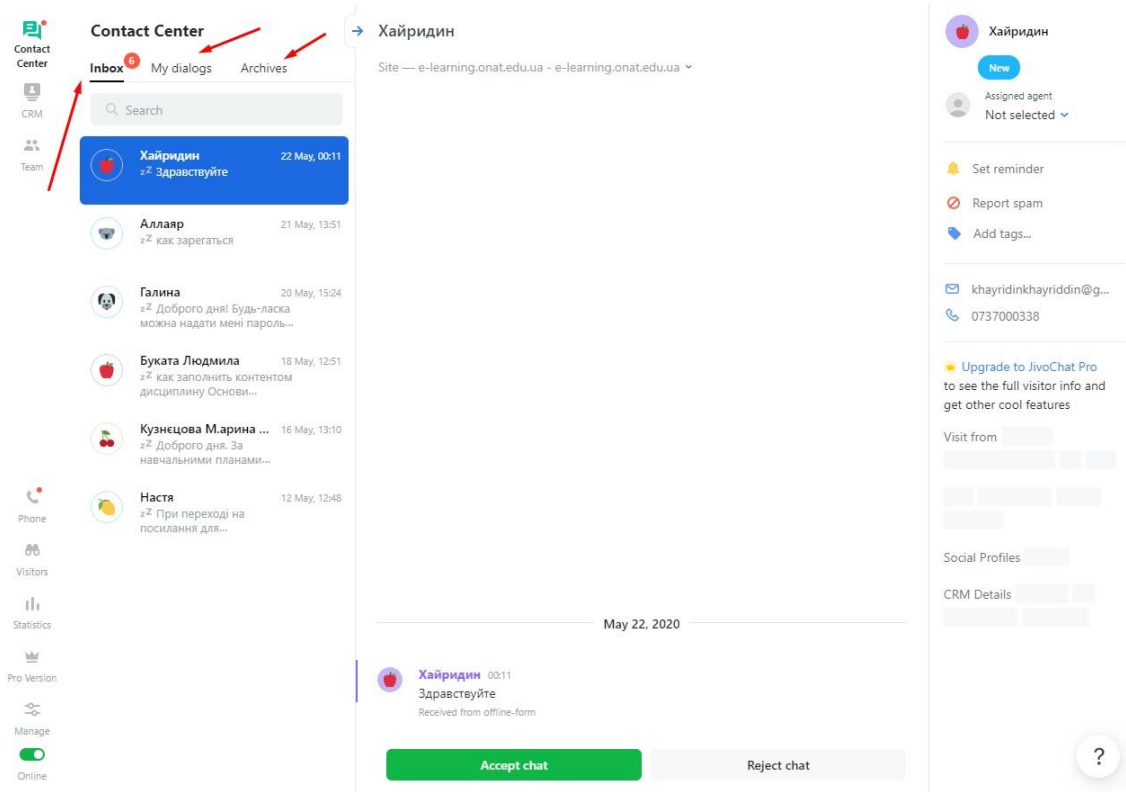 Contact
Center
CRM
Team
Phone
Visitors
Statistics
Pro Version
Manage
Online
Contact Center
Inbox 6 My dialogs Archives
Search
Хайридин 22 May, 00:11
zZ Здравствуйте
Аллаяр 21 May, 13:51
zZ как зарегаться
Галина 20 May, 15:24
zZ Доброго дня! Будь-ласка
можна надати мені пароль...
Буката Людмила 18 May, 12:51
zZ как заполнить контентом
дисциплину Основи...
Кузнєцова М.арина ... 16 May, 13:10
zZ Доброго дня. За
навчальними планами...
Настя 12 May, 12:48
zZ При переході на
посилання для...
Хайридин
Site — e-learning.onat.edu.ua - e-learning.onat.edu.ua
May 22, 2020
Хайридин 00:11
Здравствуйте
Received from offline-form
Accept chat Reject chat
Хайридин
New
Assigned agent
Not selected
Set reminder
Report spam
Add tags...
khayridinkhayriddin@g...
0737000338
Upgrade to JivoChat Pro
to see the full visitor info and
get other cool features
Visit from
Social Profiles
CRM Details
?